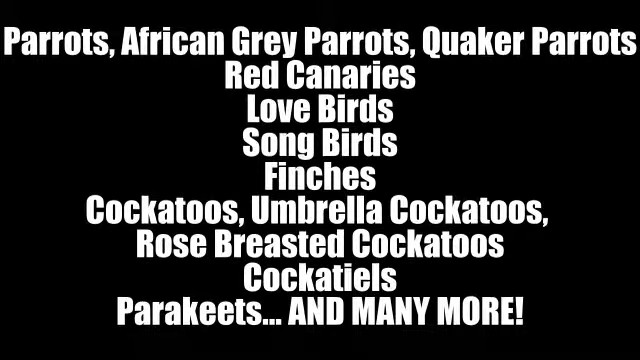 Parrots, African Grey Parrots, Quaker Parrots
Red Canaries
Love Birds
Song Birds
Finches
Cockatoos, Umbrella Cockatoos,
Rose Breasted Cockatoos
Cockatiels
Parakeets... AND MANY MORE!